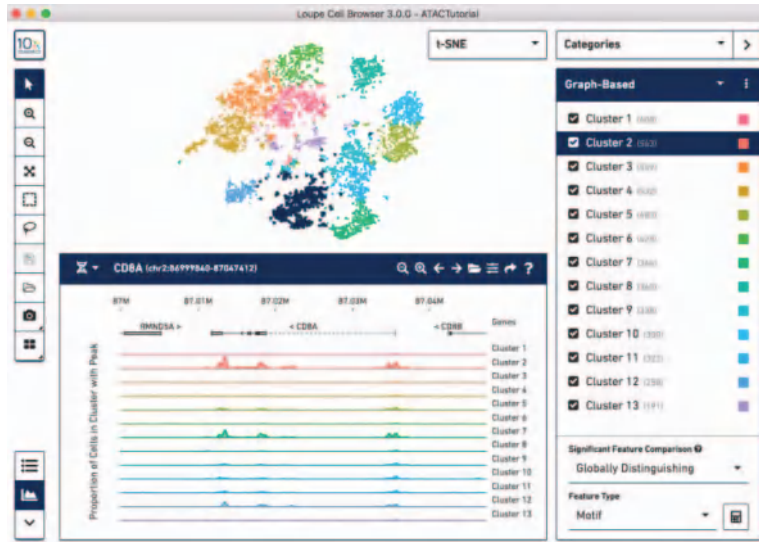 Loupe Cell Browser 3.0.0 - ATACTutorial
10x
t-SNE
Categories
Graph-Based
Cluster 1
Cluster 2
Cluster 3
Cluster 4
Cluster 5
Cluster 6
Cluster 7
Cluster 8
Cluster 9
Cluster 10
Cluster 11
Cluster 12
Cluster 13
CD8A (chr2:86999840-87047412)
?
87M 87.01M 87.02M 87.03M 87.04M
RMND5A > < CD8A < CD8B Genes
Proportion of Cells in Cluster with Peak
Cluster 1
Cluster 2
Cluster 3
Cluster 4
Cluster 5
Cluster 6
Cluster 7
Cluster 8
Cluster 9
Cluster 10
Cluster 11
Cluster 12
Cluster 13
Significant Feature Comparison
Globally Distinguishing
Feature Type
Motif